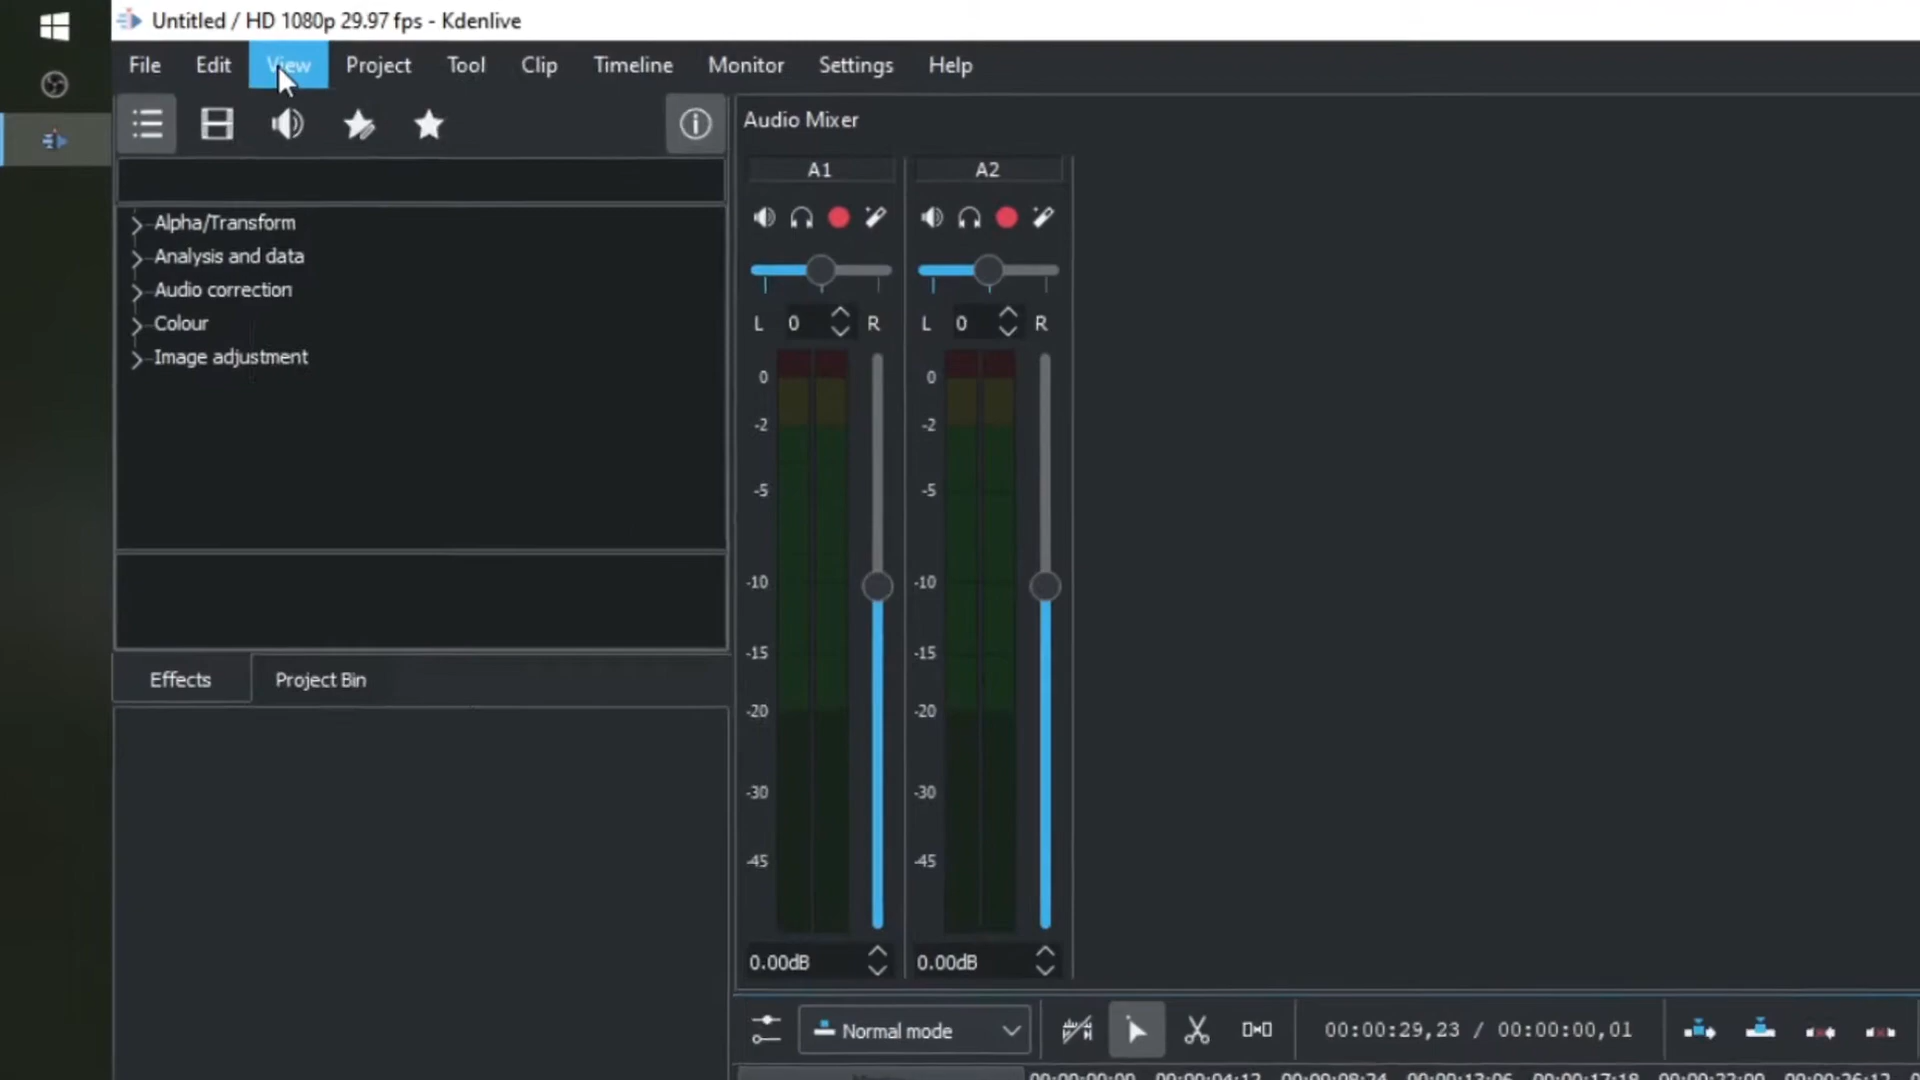 Untitled / HD 1080p 29.97 fps - Kdenlive
File Edit View Project Tool Clip Timeline Monitor Settings Help
Audio Mixer
A1 A2
Alpha/Transform
Analysis and data
Audio correction
Colour
Image adjustment
L 0 R L 0 R
0 0
-2 -2
-5 -5
-10 -10
-15 -15
-20 -20
-30 -30
-45 -45
Effects Project Bin
0.00dB 0.00dB
Normal mode 00:00:29,23 / 00:00:00,01